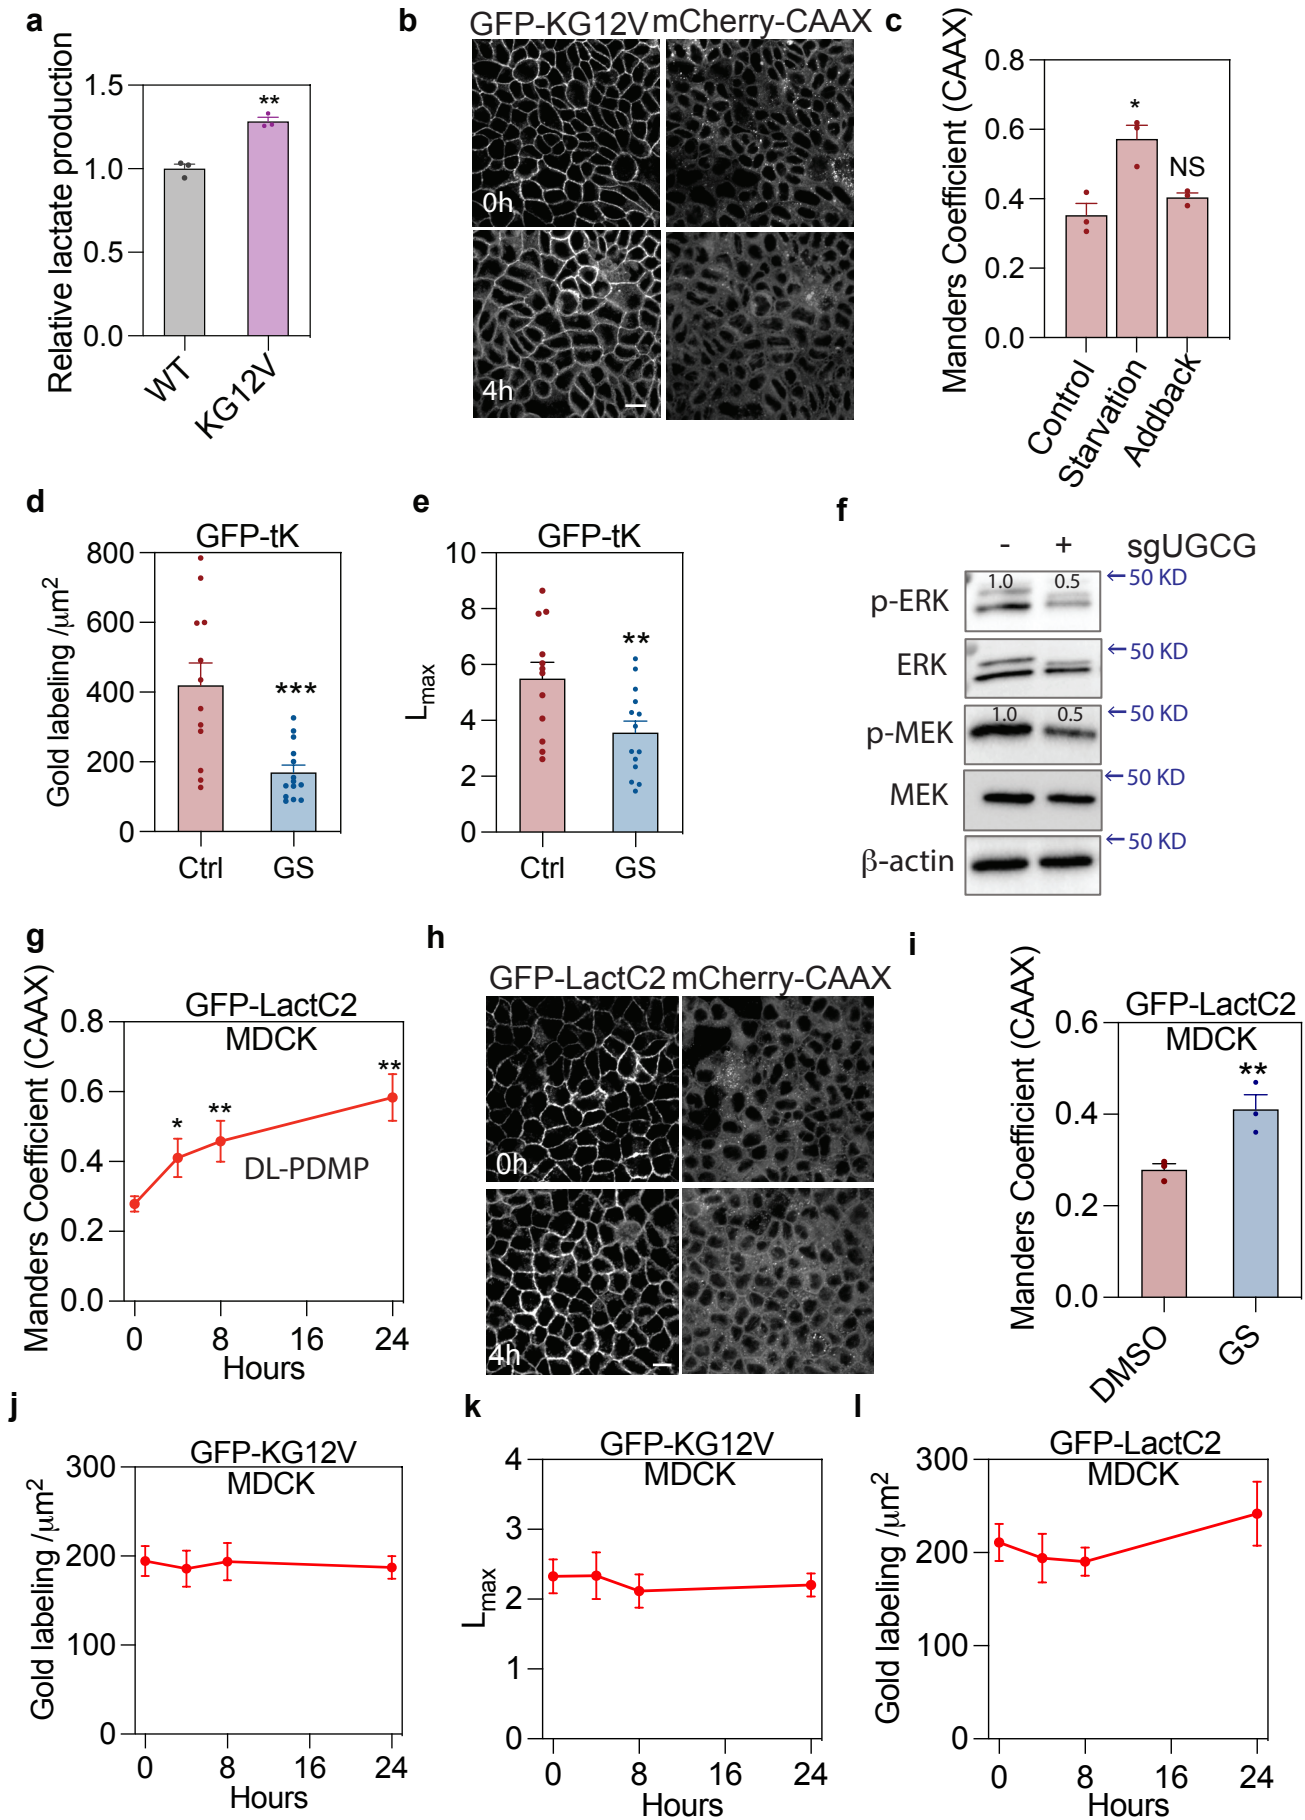 a
Relative lactate production
1.5
1.0
0.5
0.0
**
WT
KG12V
b
GFP-KG12V mCherry-CAAX
0h
4h
c
Manders Coefficient (CAAX)
0.8
0.6
0.4
0.2
0.0
*
NS
Control
Starvation
Addback
d
GFP-tK
Gold labeling /μm²
800
600
400
200
0
***
Ctrl
GS
e
GFP-tK
Lmax
10
8
6
4
2
0
**
Ctrl
GS
f
- + sgUGCG
p-ERK 1.0 0.5 ←50 KD
ERK ←50 KD
p-MEK 1.0 0.5 ←50 KD
MEK ←50 KD
β-actin ←50 KD
g
GFP-LactC2
MDCK
Manders Coefficient (CAAX)
0.8
0.6
0.4
0.2
0.0
*
**
**
DL-PDMP
0 8 16 24
Hours
h
GFP-LactC2 mCherry-CAAX
0h
4h
i
GFP-LactC2
MDCK
Manders Coefficient (CAAX)
0.6
0.4
0.2
0.0
**
DMSO
GS
j
GFP-KG12V
MDCK
Gold labeling /μm²
300
200
100
0
0 8 16 24
Hours
k
GFP-KG12V
MDCK
Lmax
4
3
2
1
0
0 8 16 24
Hours
l
GFP-LactC2
MDCK
Gold labeling /μm²
300
200
100
0
0 8 16 24
Hours